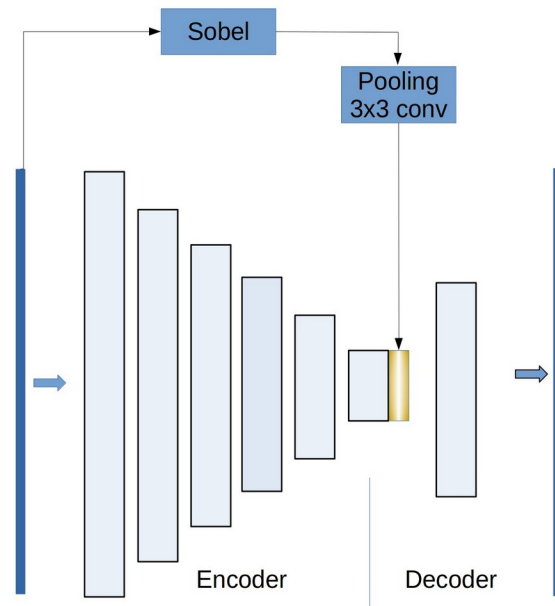 Sobel
Pooling
3x3 conv
Encoder
Decoder